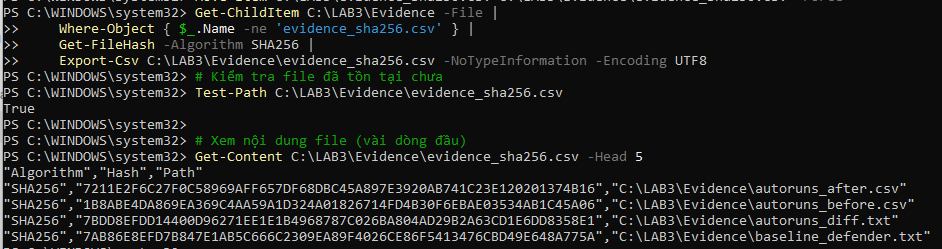 PS C:\WINDOWS\system32> Get-ChildItem C:\LAB3\Evidence -File |
>>     Where-Object { $_.Name -ne 'evidence_sha256.csv' } |
>>     Get-FileHash -Algorithm SHA256 |
>>     Export-Csv C:\LAB3\Evidence\evidence_sha256.csv -NoTypeInformation -Encoding UTF8
PS C:\WINDOWS\system32> # Kiểm tra file đã tồn tại chưa
PS C:\WINDOWS\system32> Test-Path C:\LAB3\Evidence\evidence_sha256.csv
True
PS C:\WINDOWS\system32>
PS C:\WINDOWS\system32> # Xem nội dung file (vài dòng đầu)
PS C:\WINDOWS\system32> Get-Content C:\LAB3\Evidence\evidence_sha256.csv -Head 5
"Algorithm","Hash","Path"
"SHA256","7211E2F6C27F0C58969AFF657DF68DBC45A897E3920AB741C23E120201374B16","C:\LAB3\Evidence\autoruns_after.csv"
"SHA256","1B8ABE4DA869EA369C4AA59A1D324A01826714FD4B30F6EBAE03534AB1C45A06","C:\LAB3\Evidence\autoruns_before.csv"
"SHA256","7BDD8EFDD14400D96271EE1E1B4968787C026BA804AD29B2A63CD1E6DD8358E1","C:\LAB3\Evidence\autoruns_diff.txt"
"SHA256","7AB86E8EFD7B847E1AB5C666C2309EA89F4026CE86F5413476CBD49E648A775A","C:\LAB3\Evidence\baseline_defender.txt"